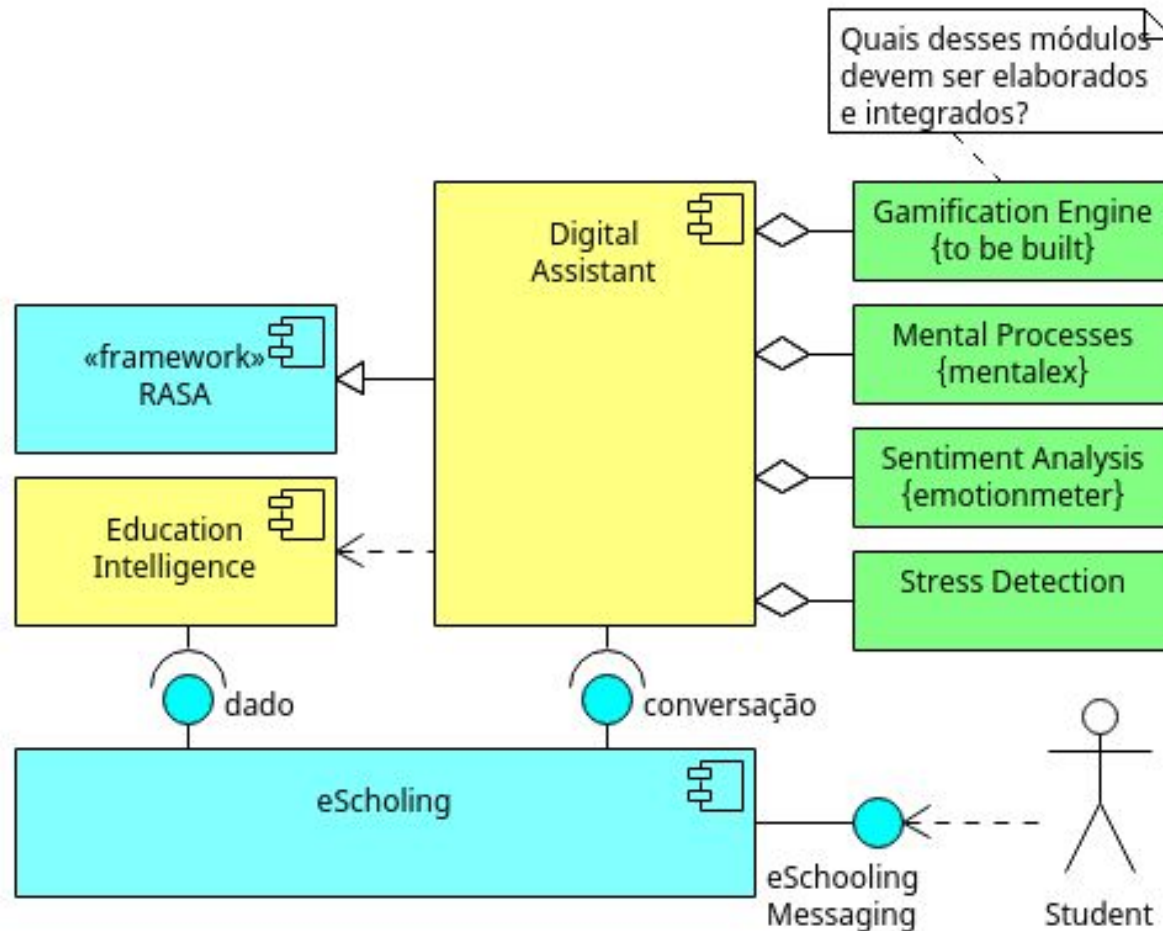 Quais desses módulos
devem ser elaborados
e integrados?
Digital
Assistant
Gamification Engine
{to be built}
«framework»
RASA
Mental Processes
{mentalex}
Sentiment Analysis
{emotionmeter}
Education
Intelligence
Stress Detection
dado
conversação
eScholing
eSchooling
Messaging
Student